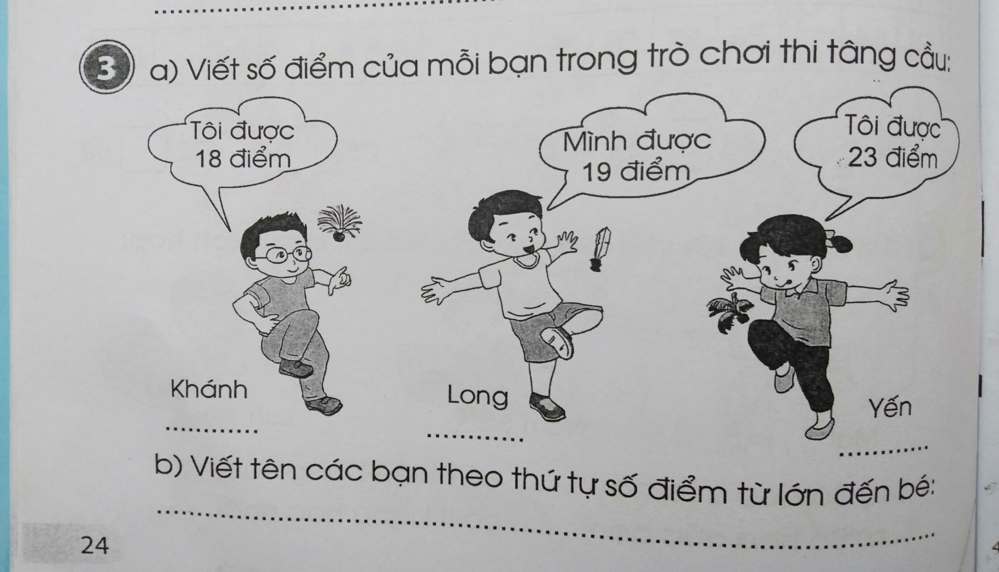 3 a) Viết số điểm của mỗi bạn trong trò chơi thi tâng cầu:
Tôi được
18 điểm
Mình được
19 điểm
Tôi được
23 điểm
Khánh
Long
Yến
b) Viết tên các bạn theo thứ tự số điểm từ lớn đến bé:
24